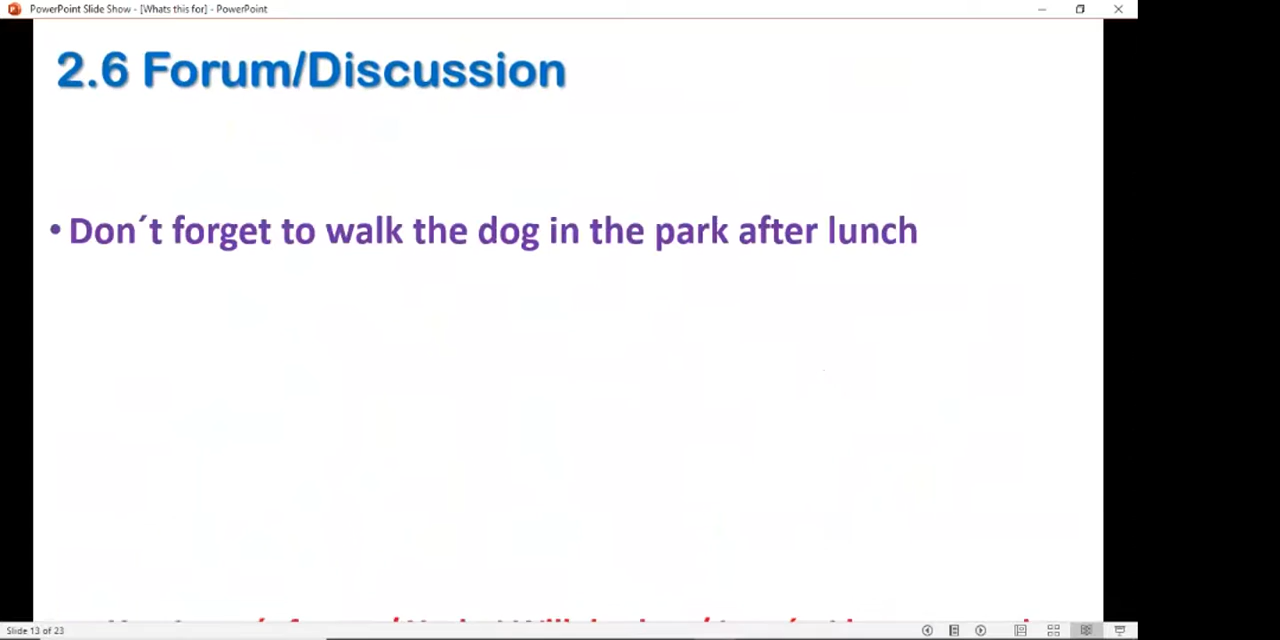 PowerPoint Slide Show - [Whats this for] - PowerPoint
2.6 Forum/Discussion
• Don´t forget to walk the dog in the park after lunch
Slide 13 of 23